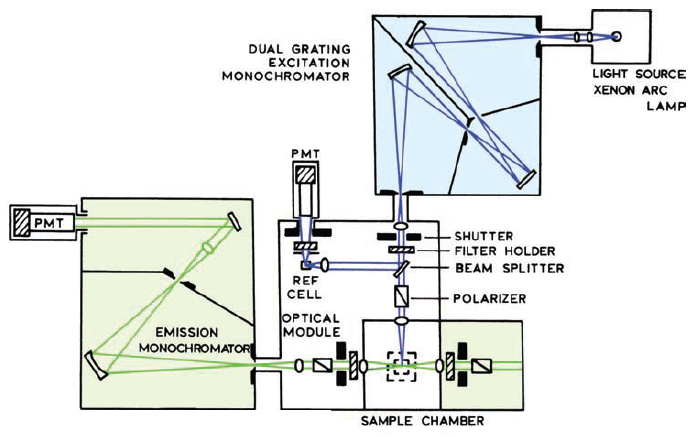 DUAL GRATING
EXCITATION
MONOCHROMATOR
LIGHT SOURCE
XENON ARC
LAMP
PMT
PMT
SHUTTER
FILTER HOLDER
BEAM SPLITTER
REF
CELL
POLARIZER
OPTICAL
MODULE
EMISSION
MONOCHROMATOR
SAMPLE CHAMBER